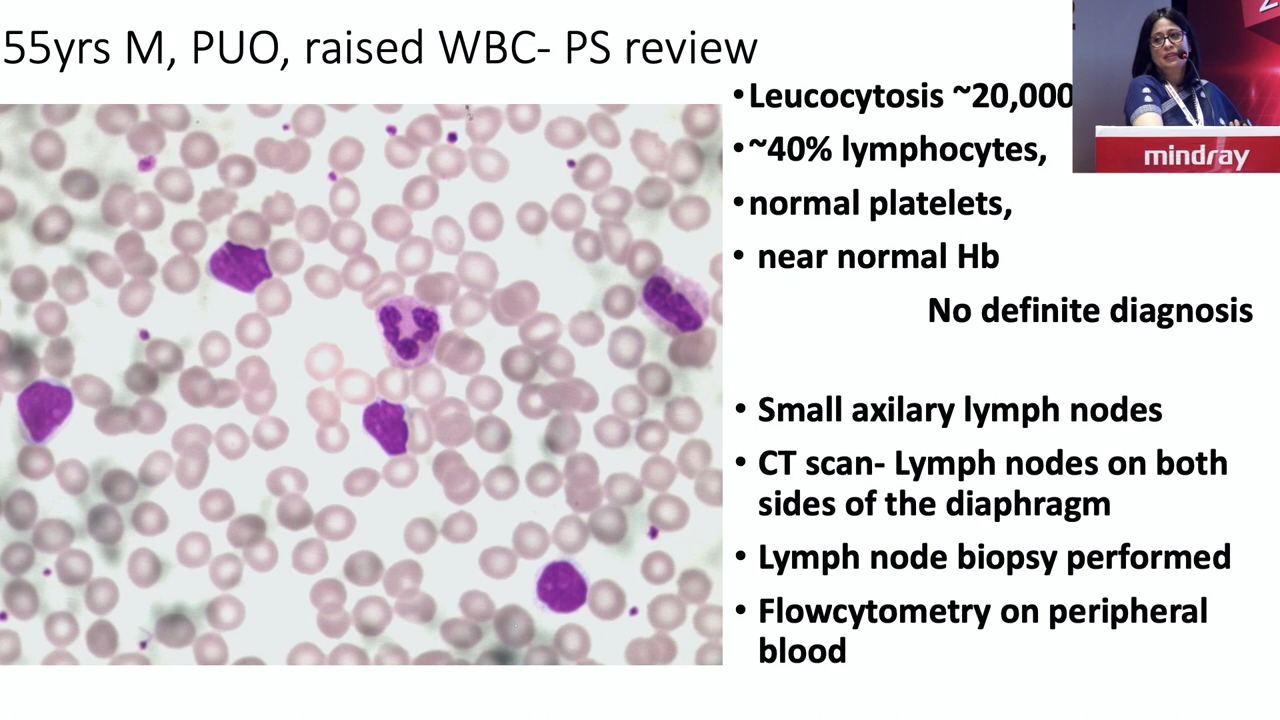 55yrs M, PUO, raised WBC- PS review
•Leucocytosis ~20,000
•~40% lymphocytes,
•normal platelets,
• near normal Hb
No definite diagnosis
• Small axilary lymph nodes
• CT scan- Lymph nodes on both
sides of the diaphragm
• Lymph node biopsy performed
• Flowcytometry on peripheral
blood
mindray